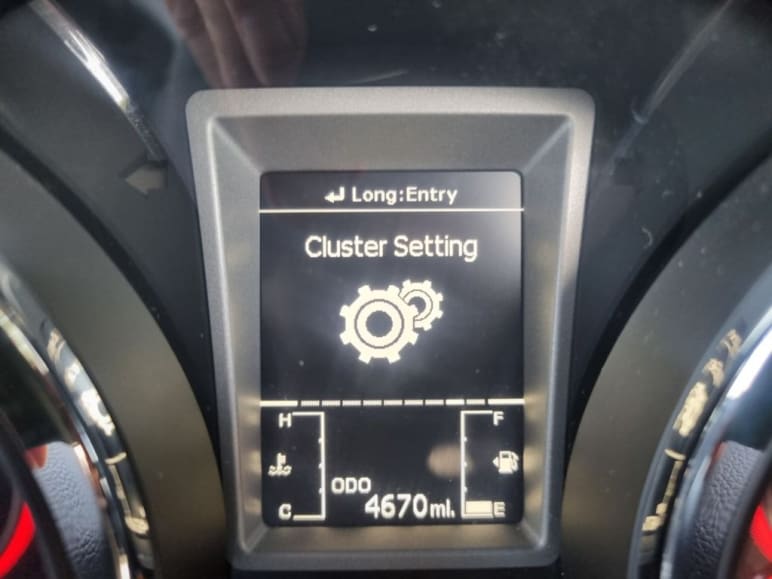 Long:Entry
Cluster Setting
H
F
C
ODO
4670mi.
E